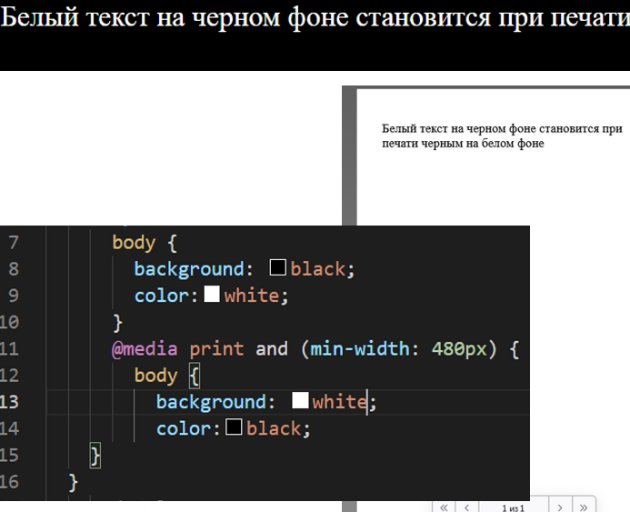 Белый текст на черном фоне становится при печати
Белый текст на черном фоне становится при
печати черным на белом фоне
7 body {
8 background: black;
9 color: white;
10 }
11 @media print and (min-width: 480px) {
12 body {
13 background: white;
14 color: black;
15 }
16 }
« < 1 из 1 > »